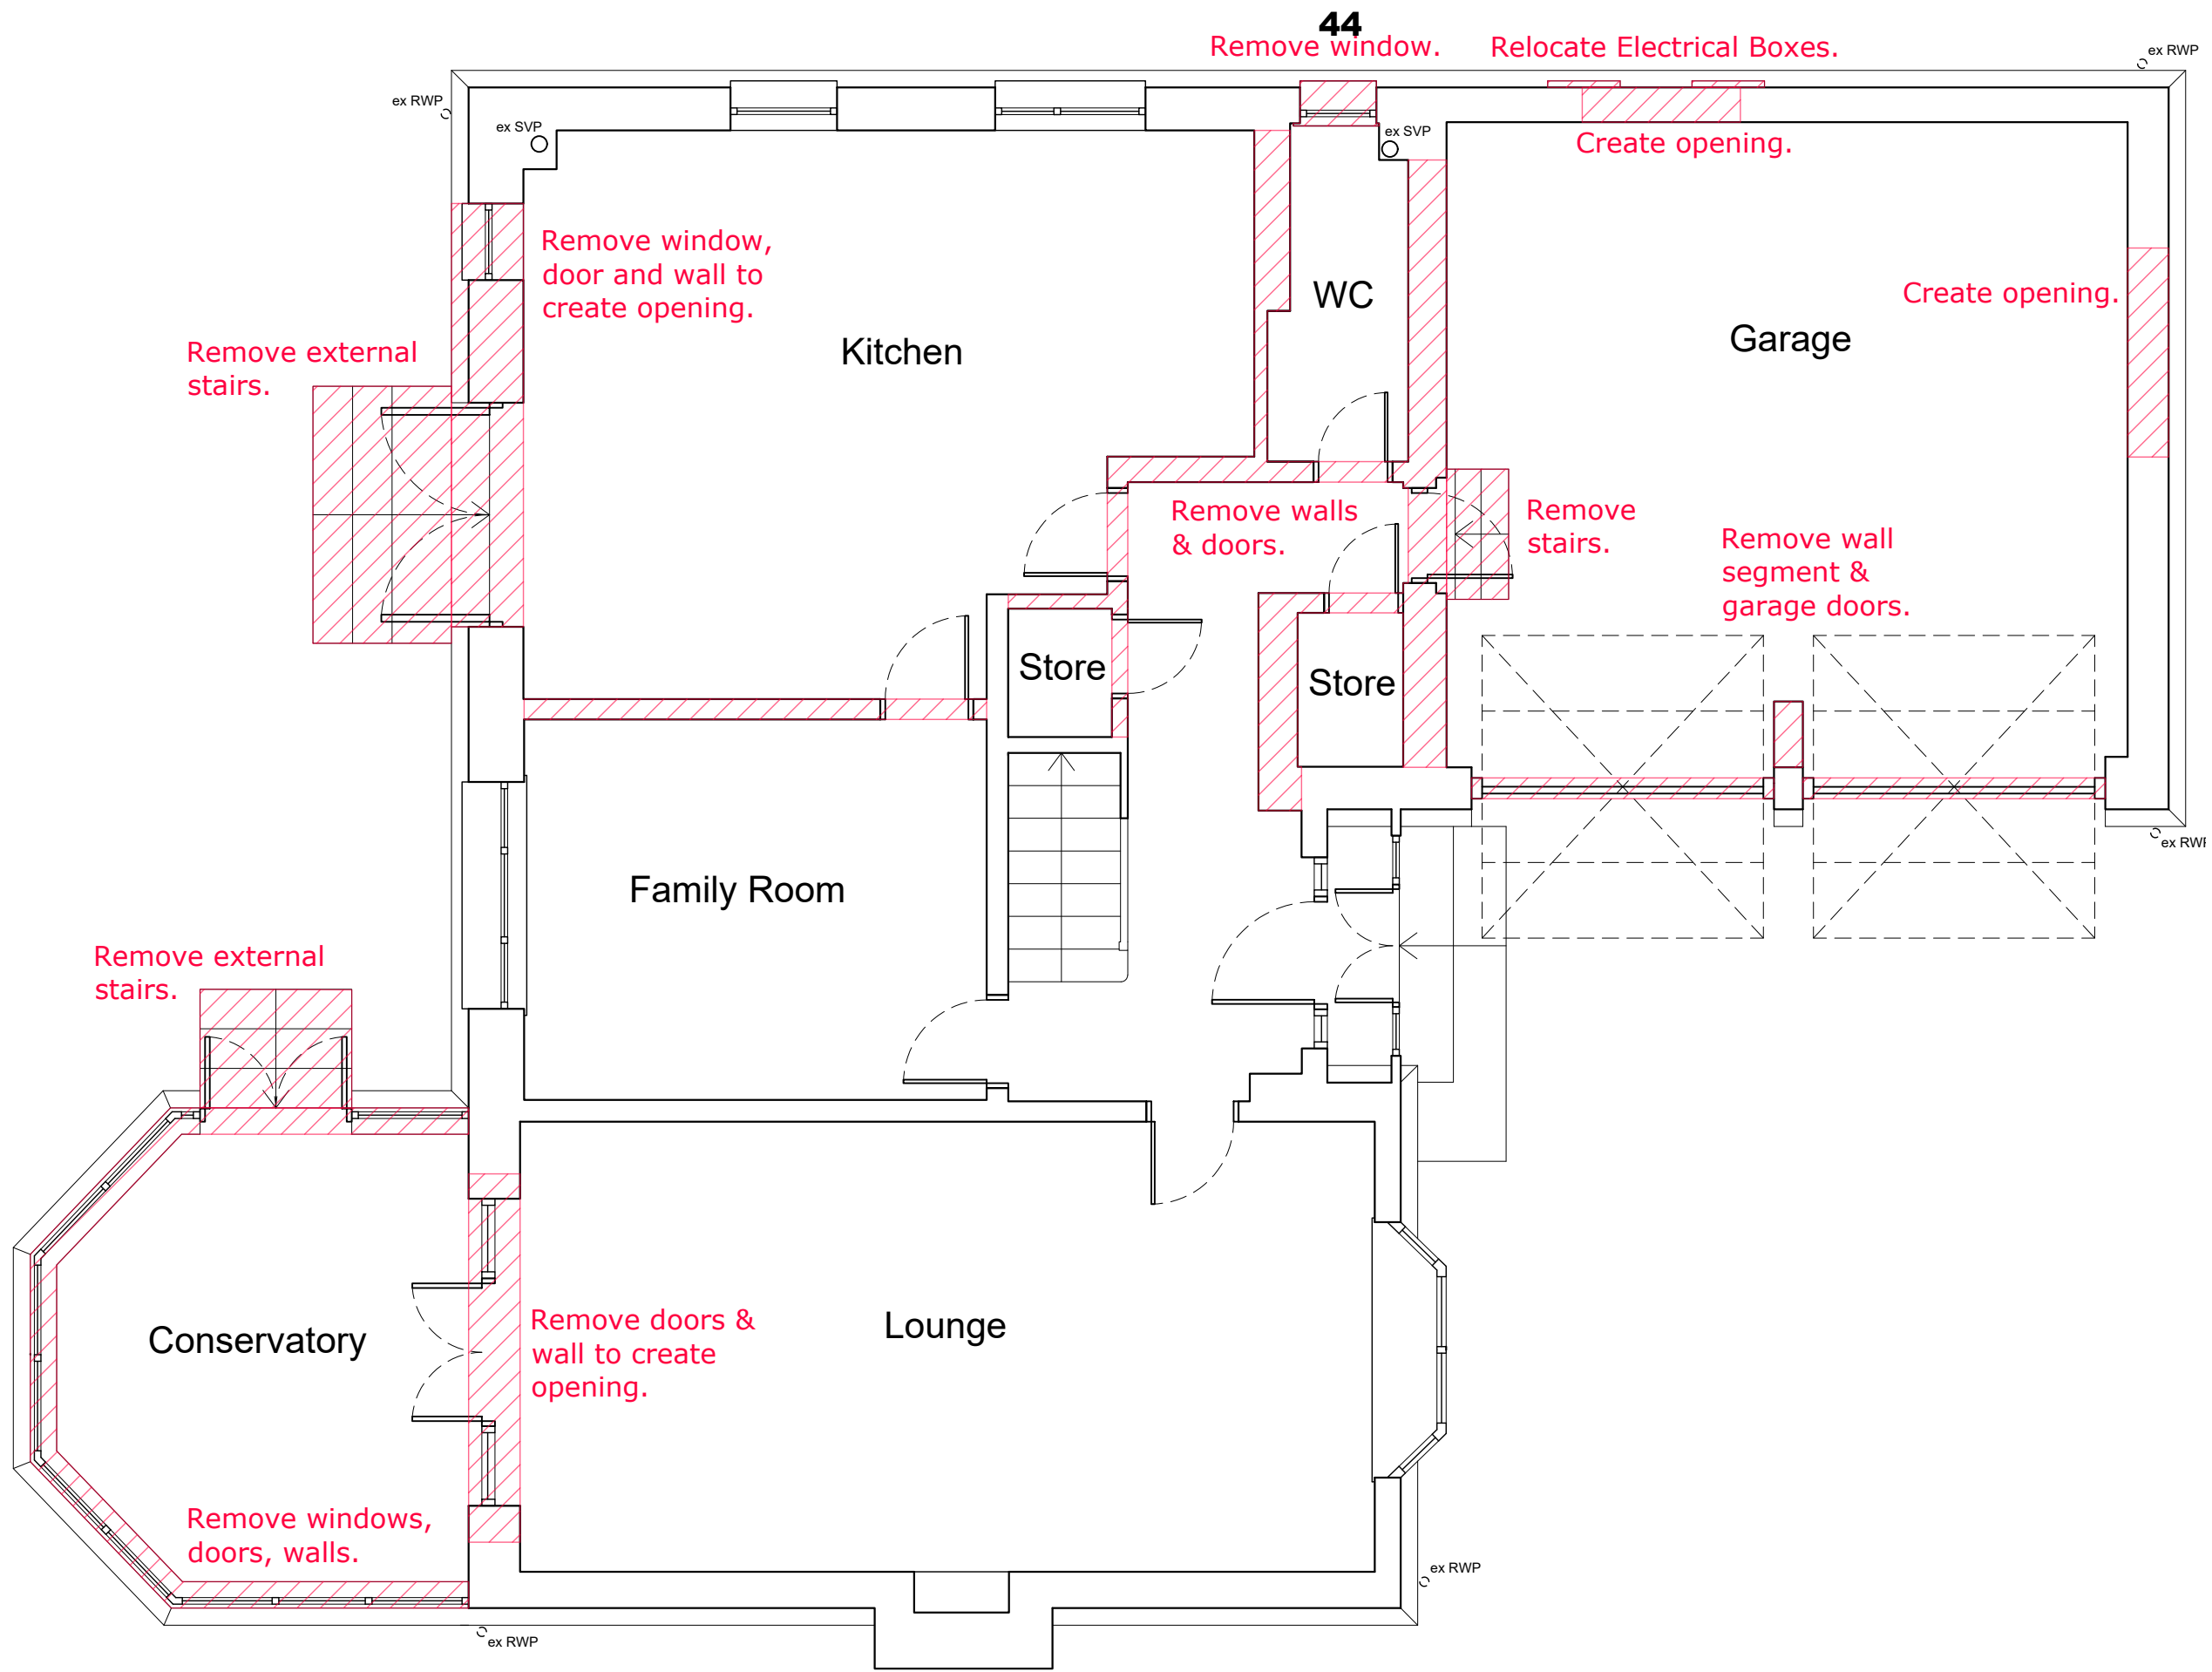 44
Remove window.
Relocate Electrical Boxes.
ex RWP
ex RWP
ex SVP
ex SVP
Create opening.
Remove window,
door and wall to
create opening.
WC
Create opening.
Garage
Kitchen
Remove external
stairs.
Remove walls
& doors.
Remove
stairs.
Remove wall
segment &
garage doors.
Store
Store
ex RWP
Family Room
Remove external
stairs.
Conservatory
Remove doors &
wall to create
opening.
Lounge
Remove windows,
doors, walls.
ex RWP
ex RWP